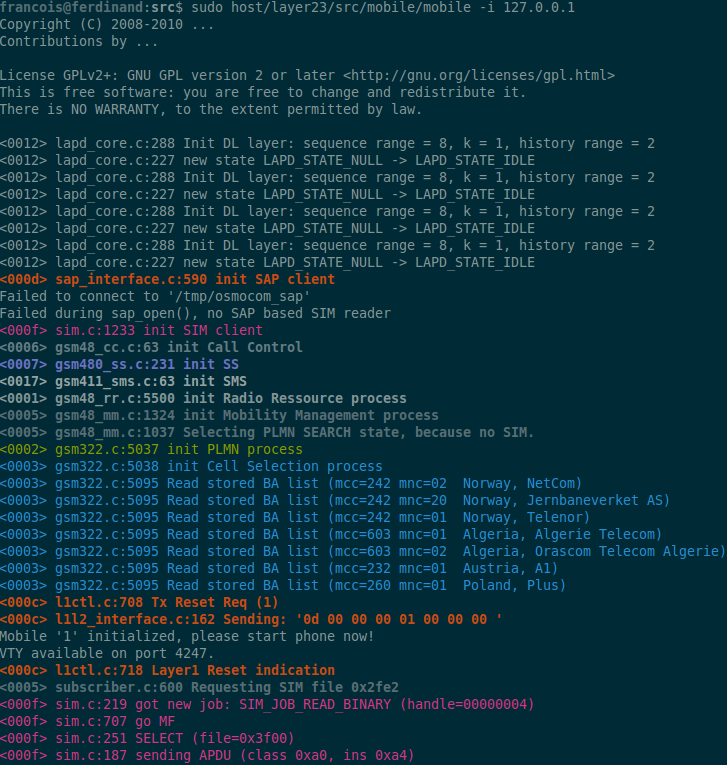 francois@ferdinand:src$ sudo host/layer23/src/mobile/mobile -i 127.0.0.1
Copyright (C) 2008-2010 ...
Contributions by ...

License GPLv2+: GNU GPL version 2 or later <http://gnu.org/licenses/gpl.html>
This is free software: you are free to change and redistribute it.
There is NO WARRANTY, to the extent permitted by law.

<0012> lapd_core.c:288 Init DL layer: sequence range = 8, k = 1, history range = 2
<0012> lapd_core.c:227 new state LAPD_STATE_NULL -> LAPD_STATE_IDLE
<0012> lapd_core.c:288 Init DL layer: sequence range = 8, k = 1, history range = 2
<0012> lapd_core.c:227 new state LAPD_STATE_NULL -> LAPD_STATE_IDLE
<0012> lapd_core.c:288 Init DL layer: sequence range = 8, k = 1, history range = 2
<0012> lapd_core.c:227 new state LAPD_STATE_NULL -> LAPD_STATE_IDLE
<0012> lapd_core.c:288 Init DL layer: sequence range = 8, k = 1, history range = 2
<0012> lapd_core.c:227 new state LAPD_STATE_NULL -> LAPD_STATE_IDLE
<000d> sap_interface.c:590 init SAP client
Failed to connect to '/tmp/osmocom_sap'
Failed during sap_open(), no SAP based SIM reader
<000f> sim.c:1233 init SIM client
<0006> gsm48_cc.c:63 init Call Control
<0007> gsm480_ss.c:231 init SS
<0017> gsm411_sms.c:63 init SMS
<0001> gsm48_rr.c:5500 init Radio Ressource process
<0005> gsm48_mm.c:1324 init Mobility Management process
<0005> gsm48_mm.c:1037 Selecting PLMN SEARCH state, because no SIM.
<0002> gsm322.c:5037 init PLMN process
<0003> gsm322.c:5038 init Cell Selection process
<0003> gsm322.c:5095 Read stored BA list (mcc=242 mnc=02  Norway, NetCom)
<0003> gsm322.c:5095 Read stored BA list (mcc=242 mnc=20  Norway, Jernbaneverket AS)
<0003> gsm322.c:5095 Read stored BA list (mcc=242 mnc=01  Norway, Telenor)
<0003> gsm322.c:5095 Read stored BA list (mcc=603 mnc=01  Algeria, Algerie Telecom)
<0003> gsm322.c:5095 Read stored BA list (mcc=603 mnc=02  Algeria, Orascom Telecom Algerie)
<0003> gsm322.c:5095 Read stored BA list (mcc=232 mnc=01  Austria, A1)
<0003> gsm322.c:5095 Read stored BA list (mcc=260 mnc=01  Poland, Plus)
<000c> l1ctl.c:708 Tx Reset Req (1)
<000c> l1l2_interface.c:162 Sending: '0d 00 00 00 01 00 00 00 '
Mobile '1' initialized, please start phone now!
VTY available on port 4247.
<000c> l1ctl.c:718 Layer1 Reset indication
<0005> subscriber.c:600 Requesting SIM file 0x2fe2
<000f> sim.c:219 got new job: SIM_JOB_READ_BINARY (handle=00000004)
<000f> sim.c:707 go MF
<000f> sim.c:251 SELECT (file=0x3f00)
<000f> sim.c:187 sending APDU (class 0xa0, ins 0xa4)